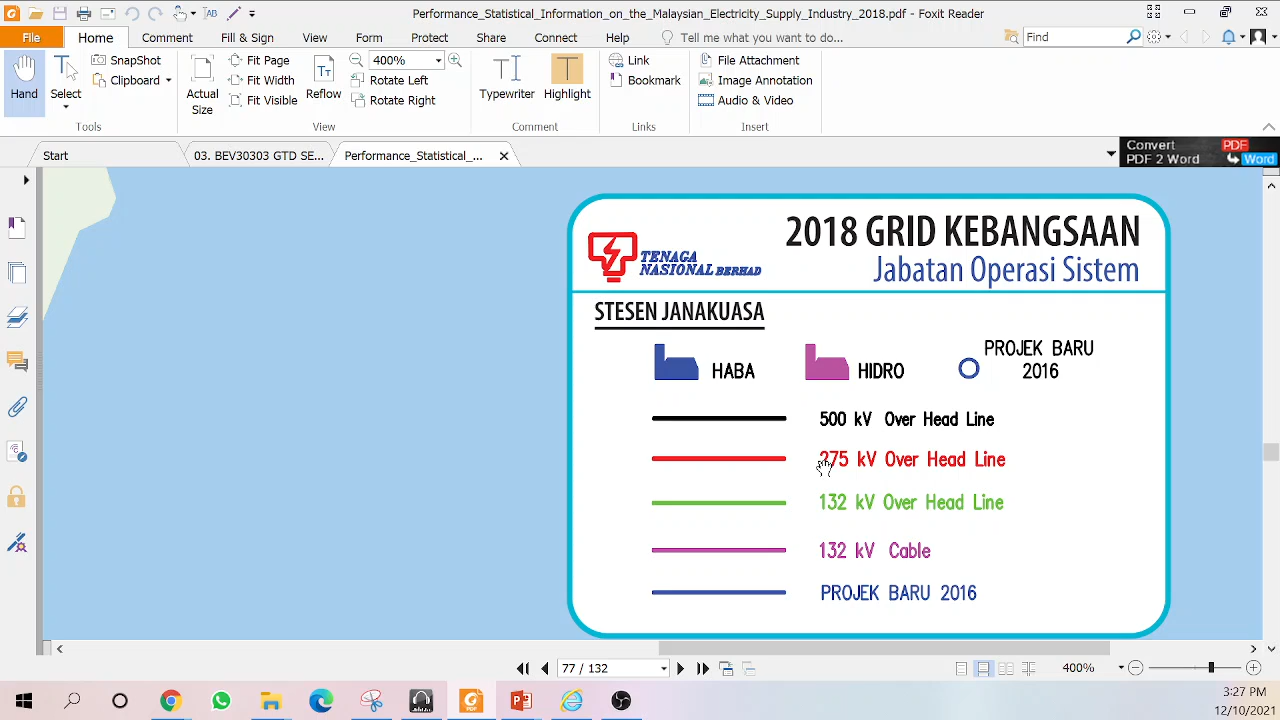 Performance_Statistical_Information_on_the_Malaysian_Electricity_Supply_Industry_2018.pdf - Foxit Reader
File Home Comment Fill & Sign View Form Protect Share Connect Help Tell me what you want to do... Find
Hand
Select
SnapShot
Clipboard
Tools
Actual
Size
Fit Page
Fit Width
Fit Visible
Reflow
400%
Rotate Left
Rotate Right
View
Typewriter
Highlight
Comment
Link
Bookmark
Links
File Attachment
Image Annotation
Audio & Video
Insert
Start
03. BEV30303 GTD SE...
Performance_Statistical_...
Convert PDF
PDF 2 Word Word
2018 GRID KEBANGSAAN
Jabatan Operasi Sistem
TENAGA
NASIONAL BERHAD
STESEN JANAKUASA
HABA
HIDRO
PROJEK BARU
2016
500 kV Over Head Line
275 kV Over Head Line
132 kV Over Head Line
132 kV Cable
PROJEK BARU 2016
77 / 132
400%
3:27 PM
12/10/2021